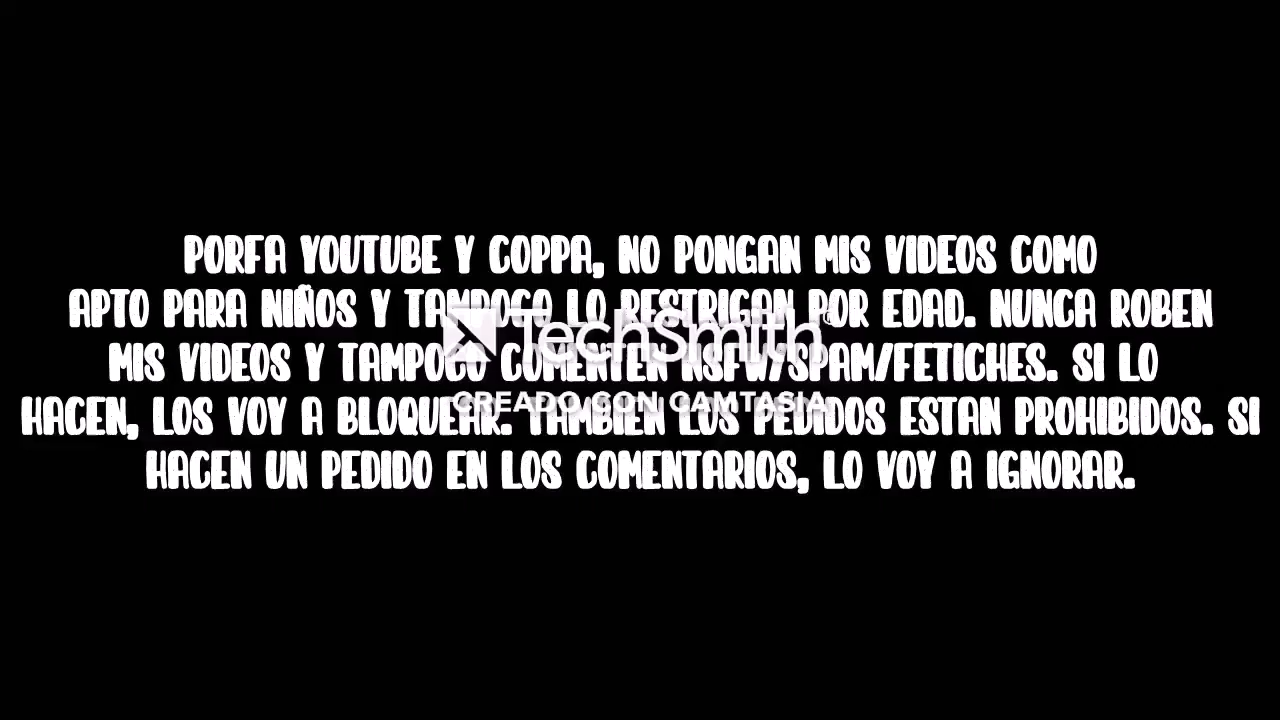 PORFA YOUTUBE Y COPPA, NO PONGAN MIS VIDEOS COMO
APTO PARA NIÑOS Y TAMPOCO LO RESTRIGAN POR EDAD. NUNCA ROBEN
MIS VIDEOS Y TAMPOCO COMENTEN NSFW/SPAM/FETICHES. SI LO
HACEN, LOS VOY A BLOQUEAR. TAMBIEN LOS PEDIDOS ESTAN PROHIBIDOS. SI
HACEN UN PEDIDO EN LOS COMENTARIOS, LO VOY A IGNORAR.
TechSmith®
CREADO CON CAMTASIA